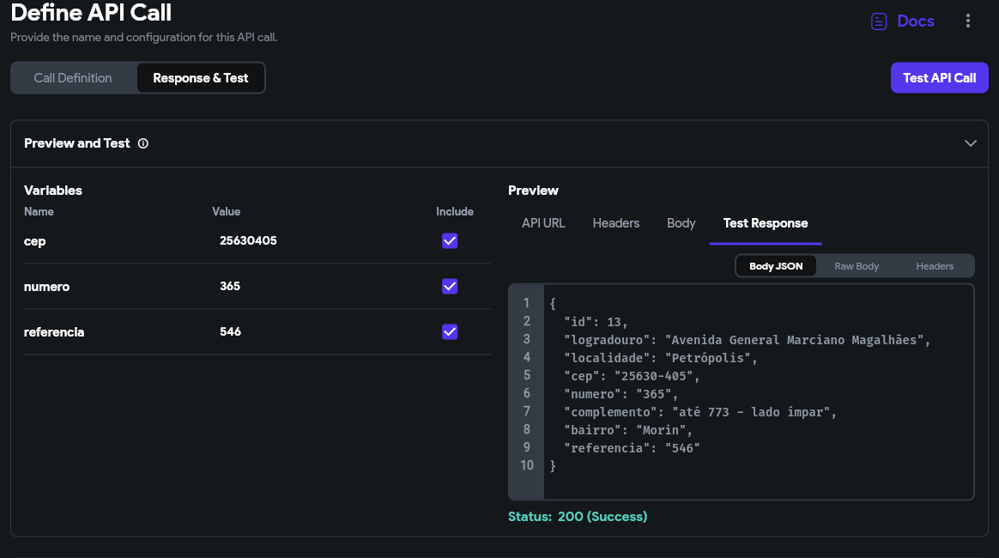 Define API Call
Provide the name and configuration for this API call.
Docs
Call Definition
Response & Test
Test API Call
Preview and Test
Variables
Name Value Include
cep 25630405
numero 365
referencia 546
Preview
API URL Headers Body Test Response
Body JSON Raw Body Headers
1 {
2 "id": 13,
3 "logradouro": "Avenida General Marciano Magalhães",
4 "localidade": "Petrópolis",
5 "cep": "25630-405",
6 "numero": "365",
7 "complemento": "até 773 - lado ímpar",
8 "bairro": "Morin",
9 "referencia": "546"
10 }
Status: 200 (Success)